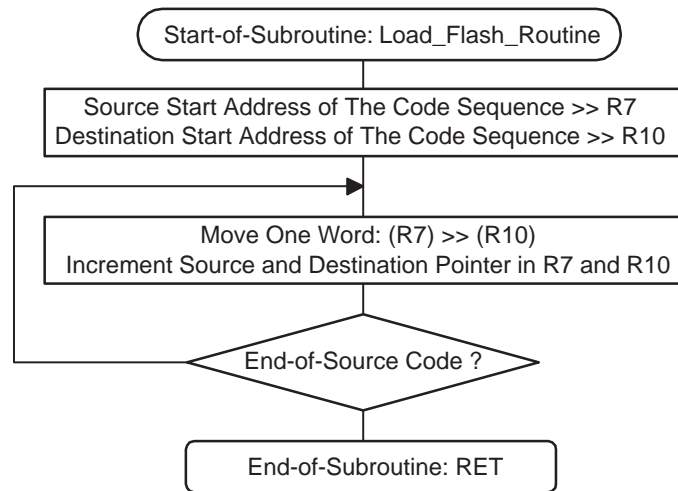 Start-of-Subroutine: Load_Flash_Routine
Source Start Address of The Code Sequence >> R7
Destination Start Address of The Code Sequence >> R10
Move One Word: (R7) >> (R10)
Increment Source and Destination Pointer in R7 and R10
End-of-Source Code ?
End-of-Subroutine: RET